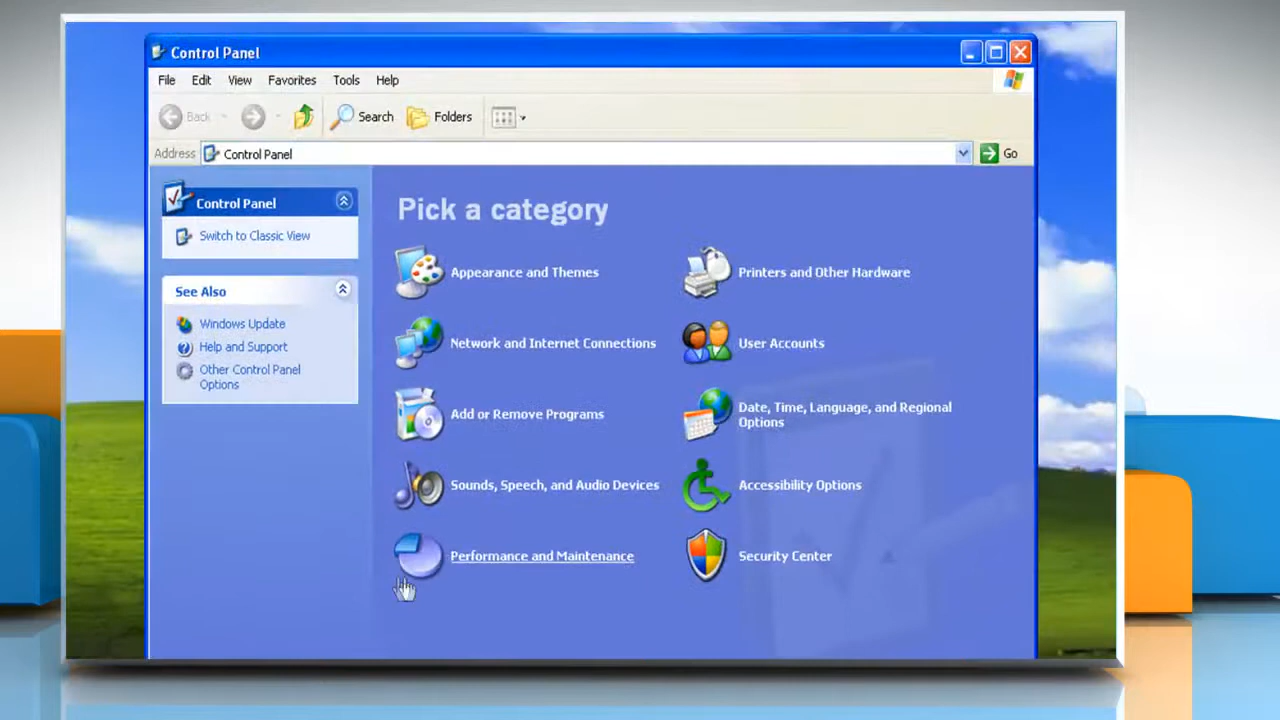 Control Panel
File Edit View Favorites Tools Help
Back Search Folders
Address Control Panel Go
Control Panel
Switch to Classic View
See Also
Windows Update
Help and Support
Other Control Panel
Options
Pick a category
Appearance and Themes
Printers and Other Hardware
Network and Internet Connections
User Accounts
Add or Remove Programs
Date, Time, Language, and Regional
Options
Sounds, Speech, and Audio Devices
Accessibility Options
Performance and Maintenance
Security Center